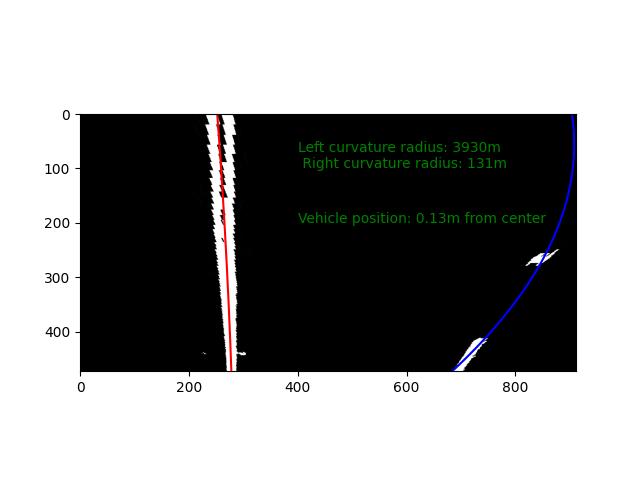 Left curvature radius: 3930m
Right curvature radius: 131m
Vehicle position: 0.13m from center
0
100
200
300
400
0 200 400 600 800